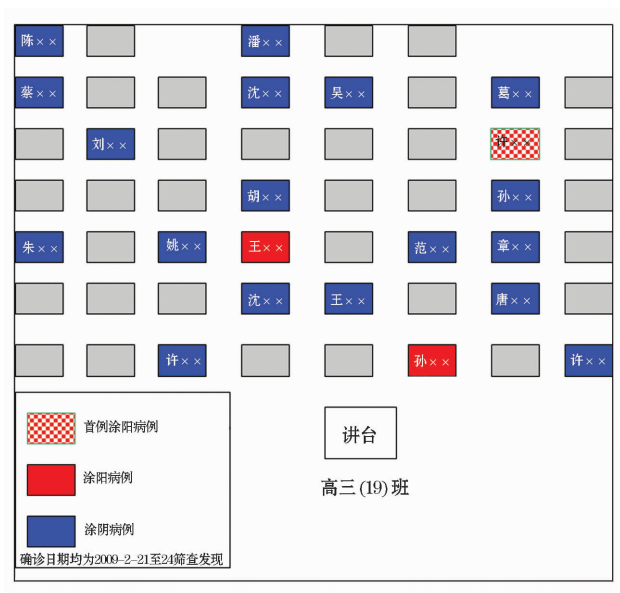 陈×× 潘××
蔡×× 沈×× 吴×× 葛××
刘×× 许××
胡×× 孙××
朱×× 姚×× 王×× 范×× 章××
沈×× 王×× 唐××
许×× 孙×× 许××
首例涂阳病例
讲台
涂阳病例
高三(19)班
涂阴病例
确诊日期均为2009-2-21至24筛查发现